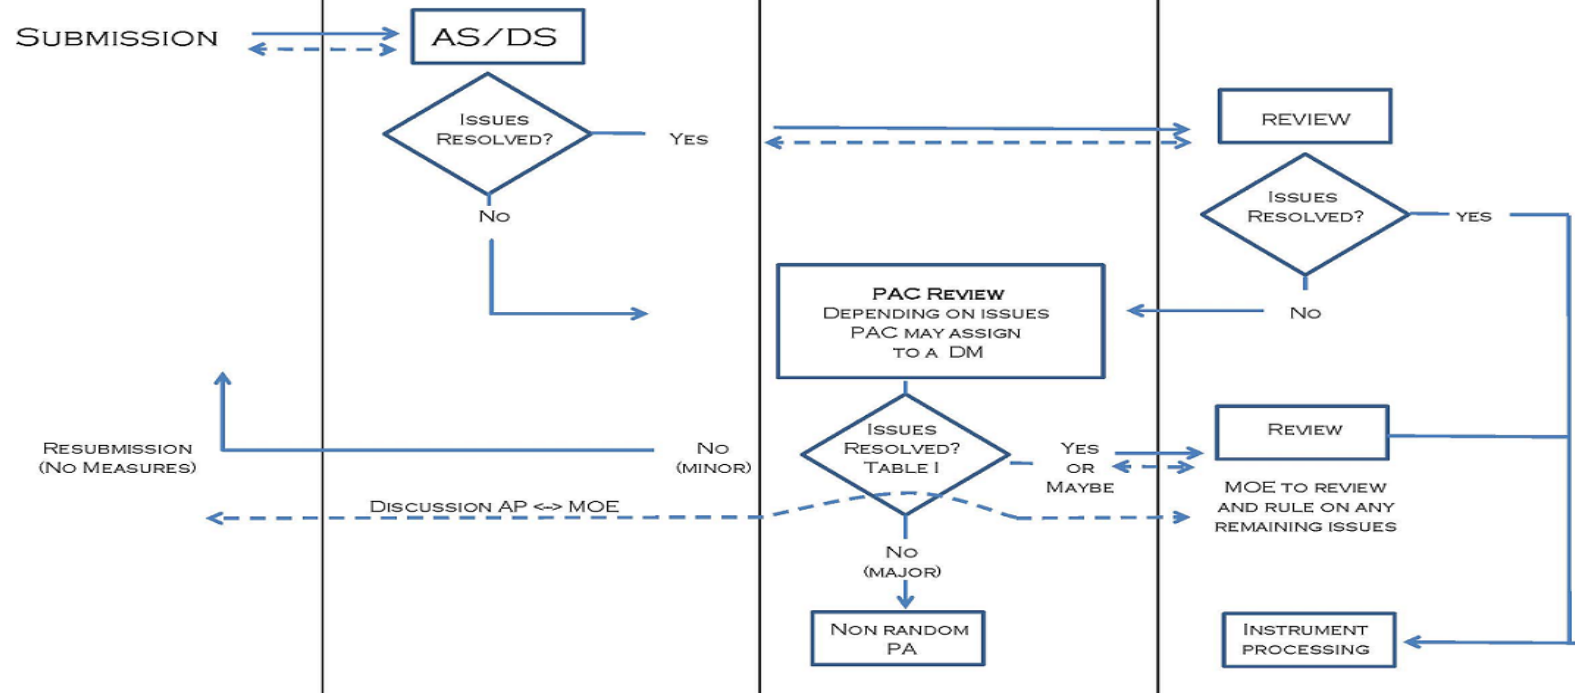 SUBMISSION
AS/DS
ISSUES
RESOLVED?
YES
NO
REVIEW
ISSUES
RESOLVED?
YES
NO
PAC REVIEW
DEPENDING ON ISSUES
PAC MAY ASSIGN
TO A DM
ISSUES
RESOLVED?
TABLE I
YES
OR
MAYBE
REVIEW
MOE TO REVIEW
AND RULE ON ANY
REMAINING ISSUES
NO
(MINOR)
RESUBMISSION
(NO MEASURES)
DISCUSSION AP <-> MOE
NO
(MAJOR)
NON RANDOM
PA
INSTRUMENT
PROCESSING